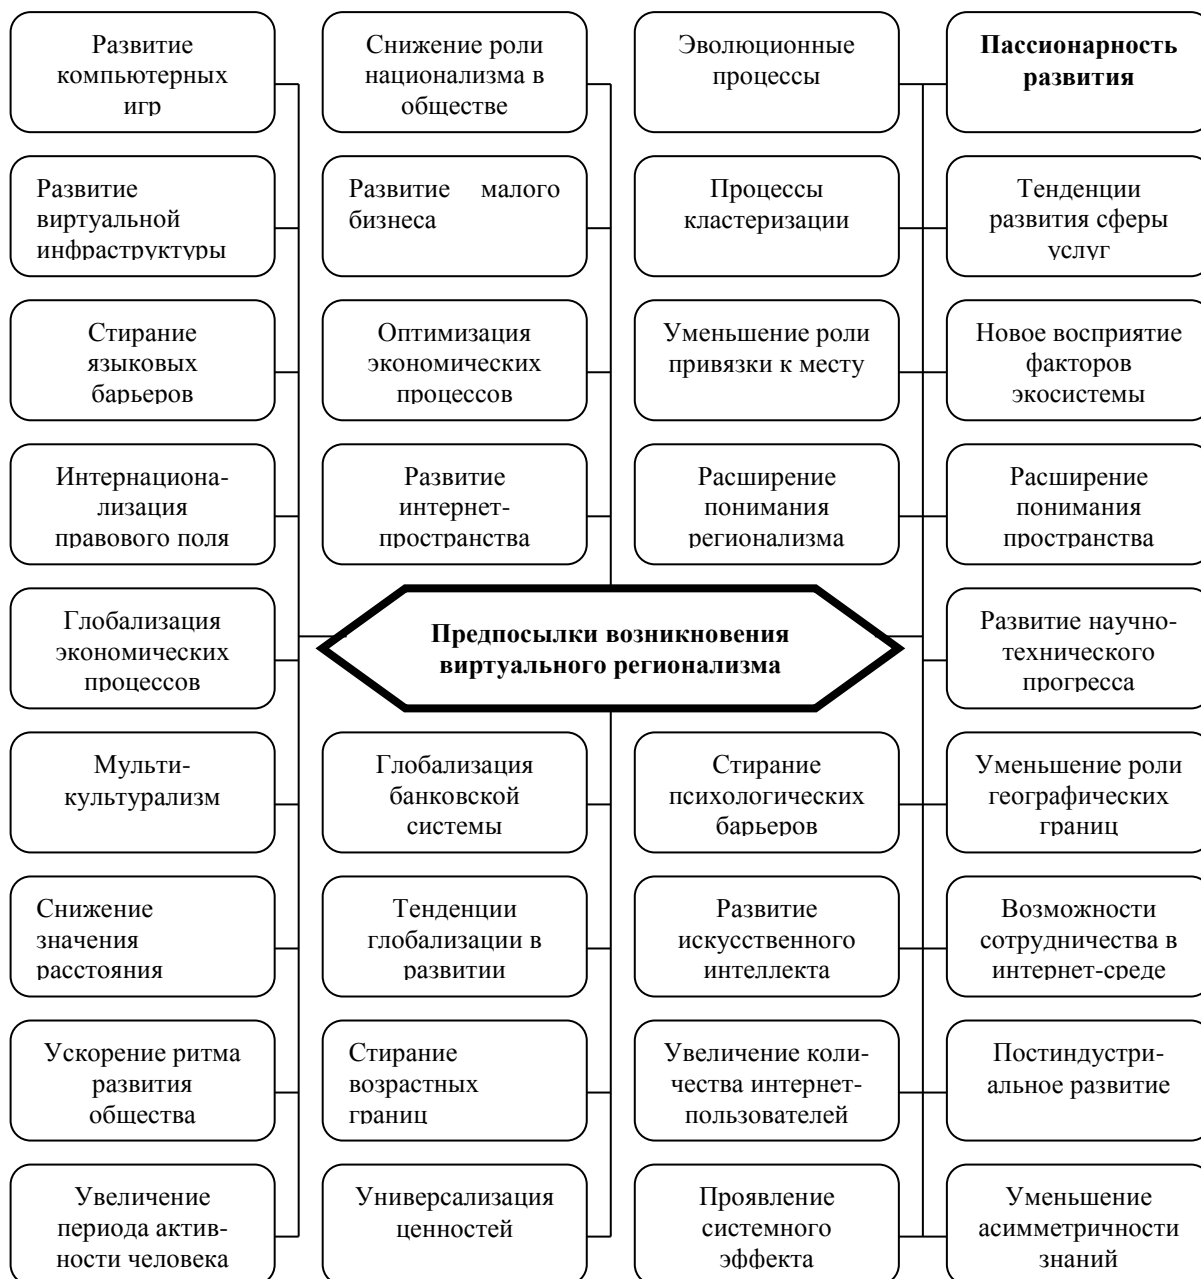 Развитие
компьютерных
игр
Снижение роли
национализма в
обществе
Эволюционные
процессы
Пассионарность
развития
Развитие
виртуальной
инфраструктуры
Развитие малого
бизнеса
Процессы
кластеризации
Тенденции
развития сферы
услуг
Стирание
языковых
барьеров
Оптимизация
экономических
процессов
Уменьшение роли
привязки к месту
Новое восприятие
факторов
экосистемы
Интернациона-
лизация
правового поля
Развитие
интернет-
пространства
Расширение
понимания
регионализма
Расширение
понимания
пространства
Глобализация
экономических
процессов
Предпосылки возникновения
виртуального регионализма
Развитие научно-
технического
прогресса
Мульти-
культурализм
Глобализация
банковской
системы
Стирание
психологических
барьеров
Уменьшение роли
географических
границ
Снижение
значения
расстояния
Тенденции
глобализации в
развитии
Развитие
искусственного
интеллекта
Возможности
сотрудничества в
интернет-среде
Ускорение ритма
развития
общества
Стирание
возрастных
границ
Увеличение коли-
чества интернет-
пользователей
Постиндустри-
альное развитие
Увеличение
периода актив-
ности человека
Универсализация
ценностей
Проявление
системного
эффекта
Уменьшение
асимметричности
знаний